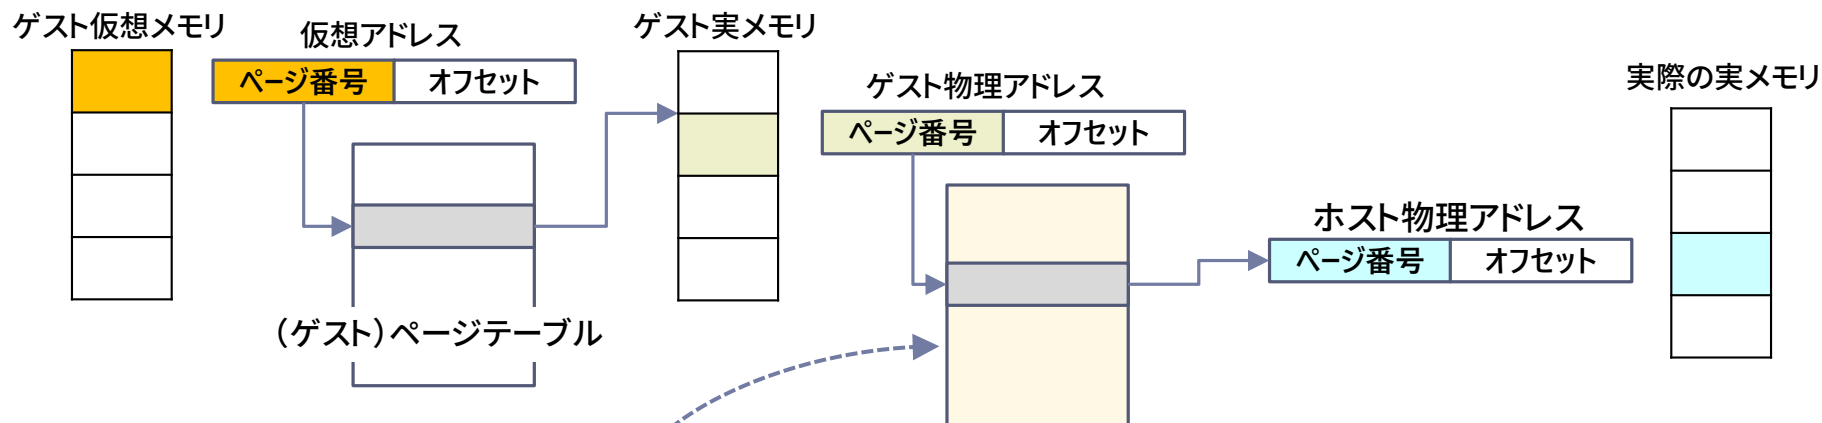 ゲスト仮想メモリ
仮想アドレス
ページ番号 オフセット
(ゲスト)ページテーブル
ゲスト実メモリ
ゲスト物理アドレス
ページ番号 オフセット
ホスト物理アドレス
ページ番号 オフセット
実際の実メモリ